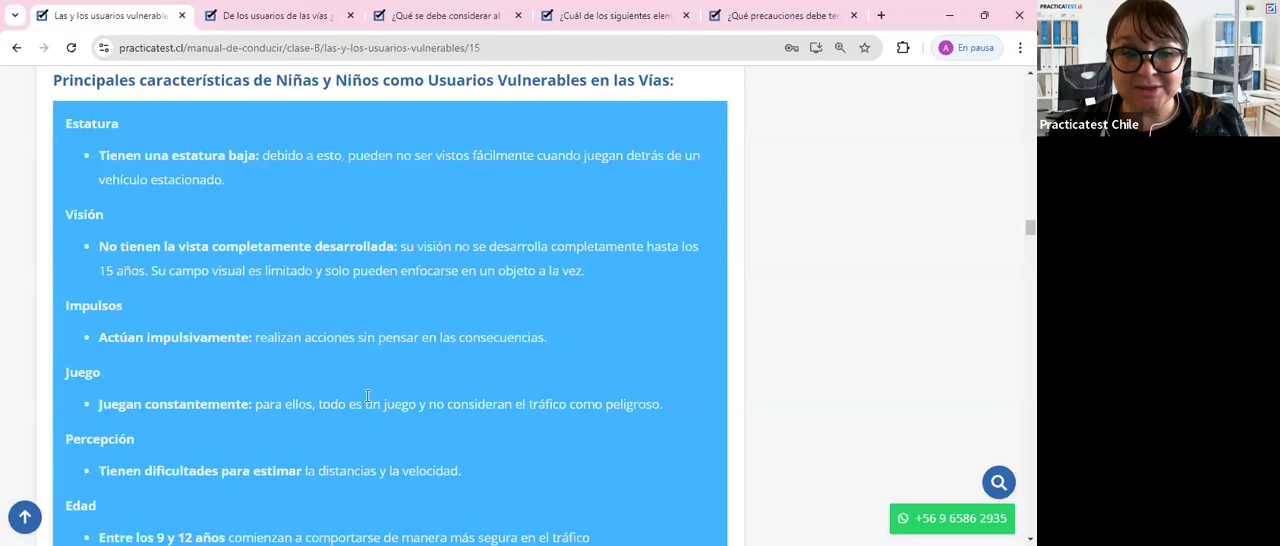 Las y los usuarios vulnerable
De los usuarios de las vías ¿
¿Qué se debe considerar al
¿Cuál de los siguientes elem
¿Qué precauciones debe ten
practicatest.cl/manual-de-conducir/clase-B/las-y-los-usuarios-vulnerables/15
A En pausa
Principales características de Niñas y Niños como Usuarios Vulnerables en las Vías:
Estatura
• Tienen una estatura baja: debido a esto, pueden no ser vistos fácilmente cuando juegan detrás de un
vehículo estacionado.
Visión
• No tienen la vista completamente desarrollada: su visión no se desarrolla completamente hasta los
15 años. Su campo visual es limitado y solo pueden enfocarse en un objeto a la vez.
Impulsos
• Actúan impulsivamente: realizan acciones sin pensar en las consecuencias.
Juego
• Juegan constantemente: para ellos, todo es un juego y no consideran el tráfico como peligroso.
Percepción
• Tienen dificultades para estimar la distancias y la velocidad.
Edad
• Entre los 9 y 12 años comienzan a comportarse de manera más segura en el tráfico
+56 9 6586 2935
PRACTICATEST.cl
Practicatest Chile